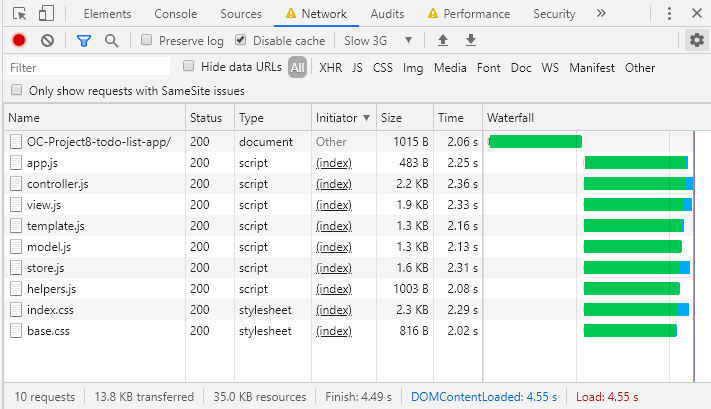 Elements Console Sources Network Audits Performance Security »
Preserve log Disable cache Slow 3G
Filter Hide data URLs All XHR JS CSS Img Media Font Doc WS Manifest Other
Only show requests with SameSite issues
Name Status Type Initiator Size Time Waterfall
OC-Project8-todo-list-app/ 200 document Other 1015 B 2.06 s
app.js 200 script (index) 483 B 2.25 s
controller.js 200 script (index) 2.2 KB 2.36 s
view.js 200 script (index) 1.9 KB 2.33 s
template.js 200 script (index) 1.3 KB 2.16 s
model.js 200 script (index) 1.3 KB 2.13 s
store.js 200 script (index) 1.6 KB 2.31 s
helpers.js 200 script (index) 1003 B 2.08 s
index.css 200 stylesheet (index) 2.3 KB 2.29 s
base.css 200 stylesheet (index) 816 B 2.02 s
10 requests 13.8 KB transferred 35.0 KB resources Finish: 4.49 s DOMContentLoaded: 4.55 s Load: 4.55 s